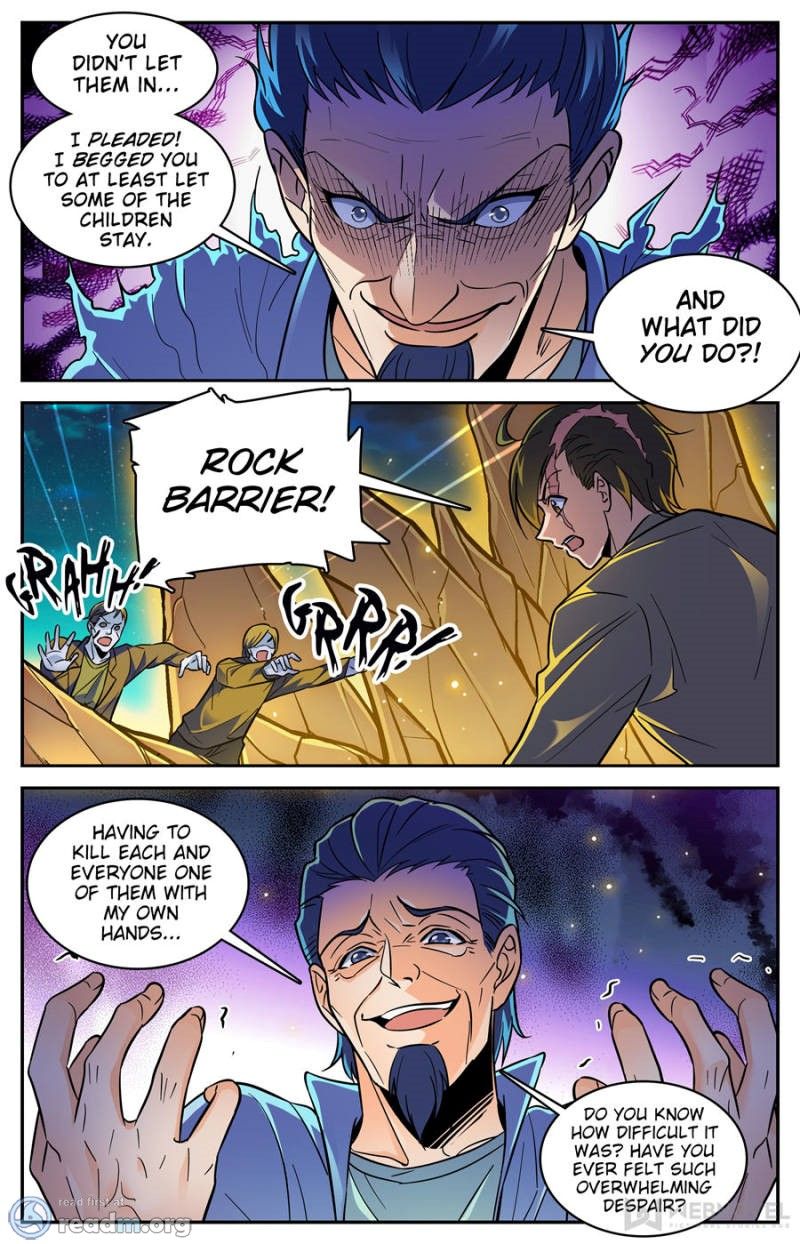 YOU
DIDN'T LET
THEM IN...
I PLEADED!
I BEGGED YOU
TO AT LEAST LET
SOME OF THE
CHILDREN
STAY.
AND
WHAT DID
YOU DO?!
ROCK
BARRIER!
GRAHH!
GRRR!
HAVING TO
KILL EACH AND
EVERYONE ONE
OF THEM WITH
MY OWN
HANDS...
DO YOU KNOW
HOW DIFFICULT IT
WAS? HAVE YOU
EVER FELT SUCH
OVERWHELMING
DESPAIR?
read first at
readm.org